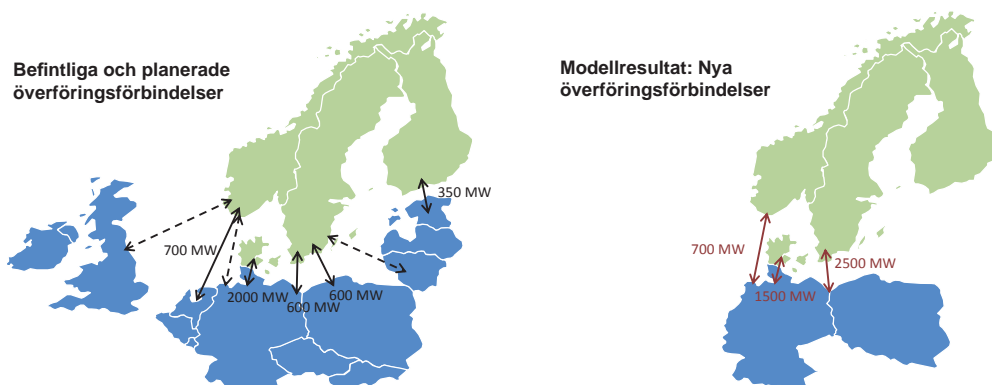 Befintliga och planerade
överföringsförbindelser
350 MW
700 MW
2000 MW
600 MW
600 MW
Modellresultat: Nya
överföringsförbindelser
700 MW
2500 MW
1500 MW